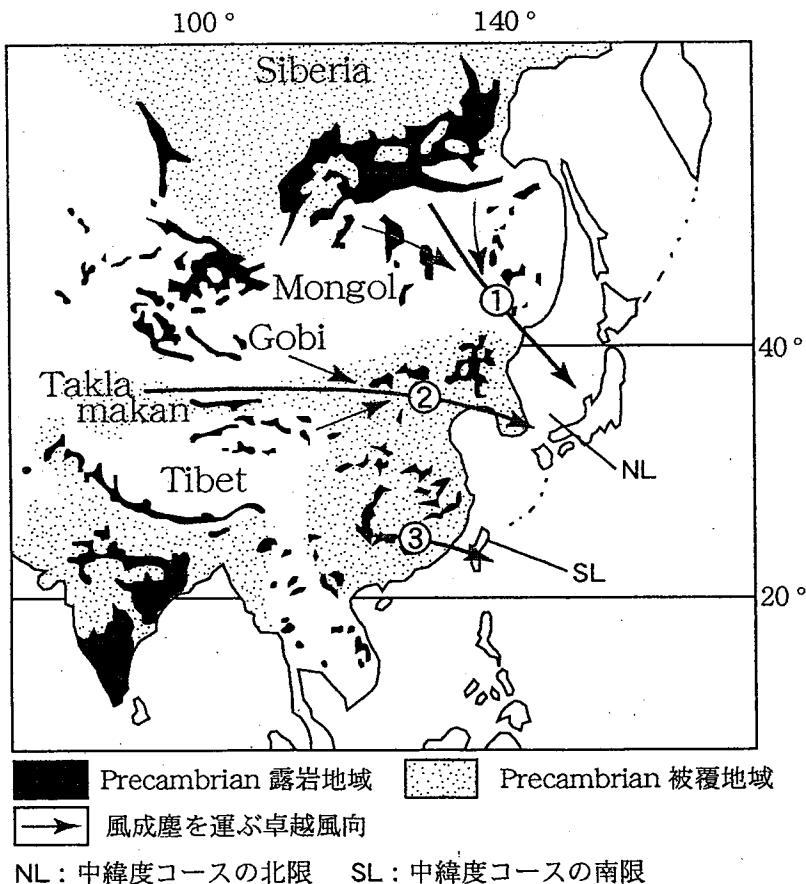 100° 140°
Siberia
Mongol
①
Gobi
40°
Takla
makan
②
NL
Tibet
③
SL
20°
Precambrian 露岩地域 Precambrian 被覆地域
風成塵を運ぶ卓越風向
NL：中緯度コースの北限 SL：中緯度コースの南限